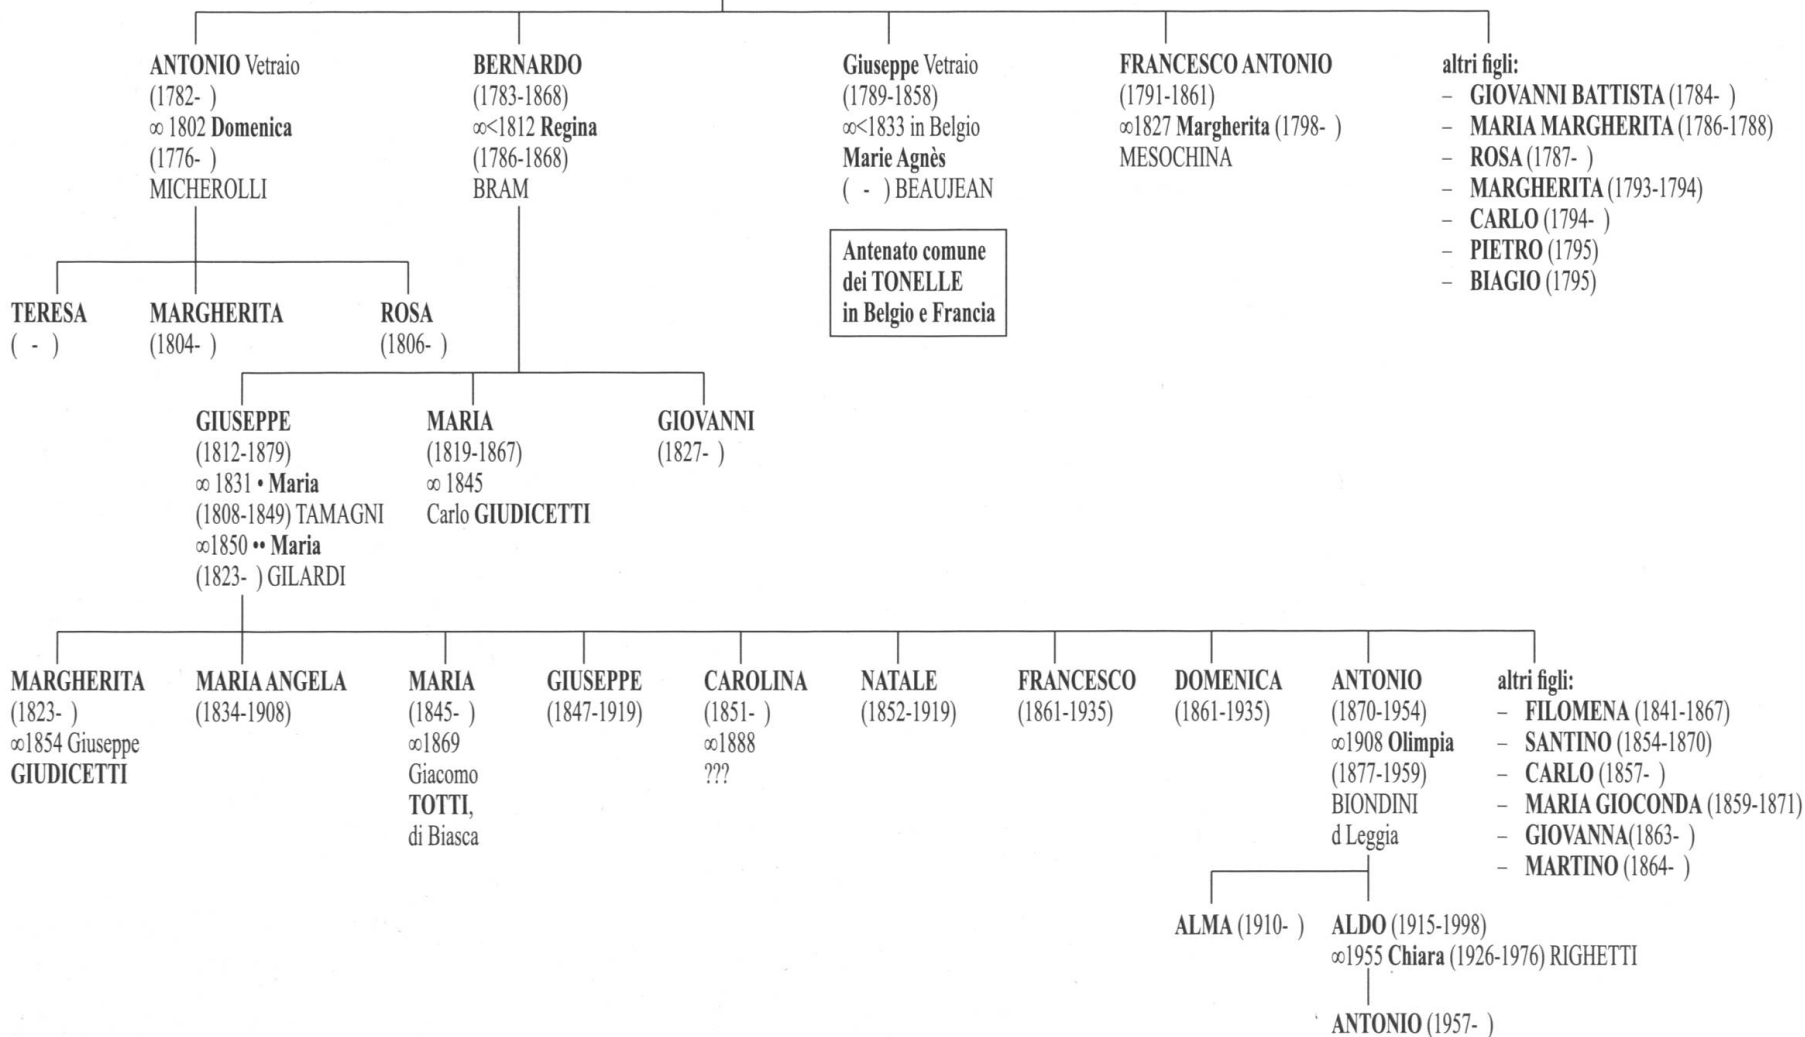 ANTONIO Vetraio
(1782- )
∞ 1802 Domenica
(1776- )
MICHEROLLI
BERNARDO
(1783-1868)
∞<1812 Regina
(1786-1868)
BRAM
Giuseppe Vetraio
(1789-1858)
∞<1833 in Belgio
Marie Agnès
( - ) BEAUJEAN
Antenato comune
dei TONELLE
in Belgio e Francia
FRANCESCO ANTONIO
(1791-1861)
∞1827 Margherita (1798- )
MESOCHINA
altri figli:
– GIOVANNI BATTISTA (1784- )
– MARIA MARGHERITA (1786-1788)
– ROSA (1787- )
– MARGHERITA (1793-1794)
– CARLO (1794- )
– PIETRO (1795)
– BIAGIO (1795)
TERESA
( - )
MARGHERITA
(1804- )
ROSA
(1806- )
GIUSEPPE
(1812-1879)
∞ 1831 • Maria
(1808-1849) TAMAGNI
∞1850 •• Maria
(1823- ) GILARDI
MARIA
(1819-1867)
∞ 1845
Carlo GIUDICETTI
GIOVANNI
(1827- )
MARGHERITA
(1823- )
∞1854 Giuseppe
GIUDICETTI
MARIA ANGELA
(1834-1908)
MARIA
(1845- )
∞1869
Giacomo
TOTTI,
di Biasca
GIUSEPPE
(1847-1919)
CAROLINA
(1851- )
∞1888
???
NATALE
(1852-1919)
FRANCESCO
(1861-1935)
DOMENICA
(1861-1935)
ANTONIO
(1870-1954)
∞1908 Olimpia
(1877-1959)
BIONDINI
d Leggia
altri figli:
– FILOMENA (1841-1867)
– SANTINO (1854-1870)
– CARLO (1857- )
– MARIA GIOCONDA (1859-1871)
– GIOVANNA(1863- )
– MARTINO (1864- )
ALMA (1910- )
ALDO (1915-1998)
∞1955 Chiara (1926-1976) RIGHETTI
ANTONIO (1957- )